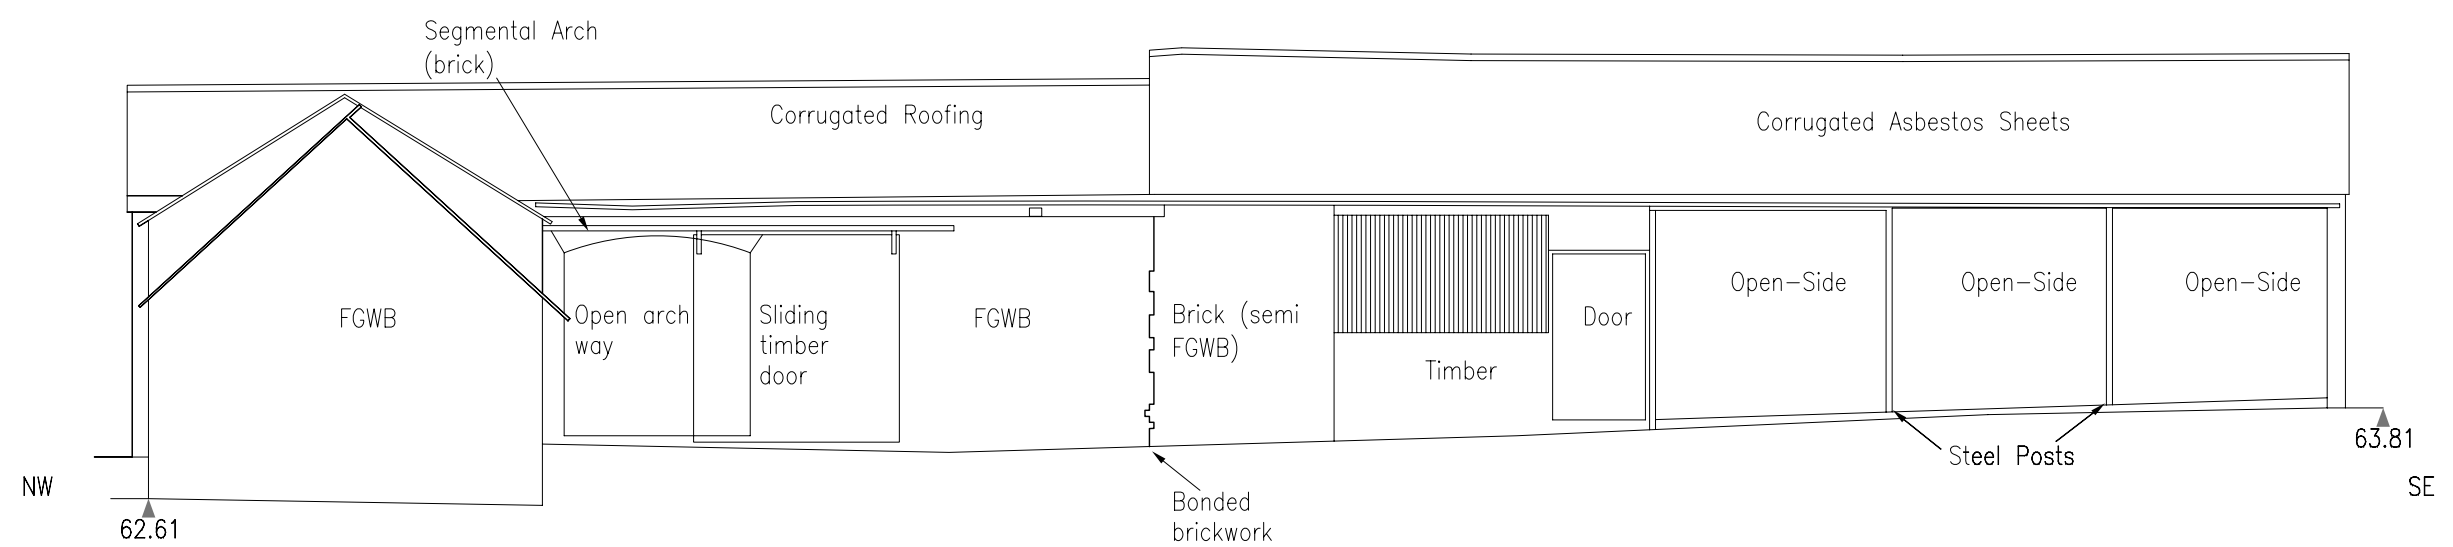 Segmental Arch
(brick)
Corrugated Roofing
Corrugated Asbestos Sheets
FGWB
Open arch
way
Sliding
timber
door
FGWB
Brick (semi
FGWB)
Timber
Door
Open-Side
Open-Side
Open-Side
Steel Posts
63.81
NW
SE
62.61
Bonded
brickwork